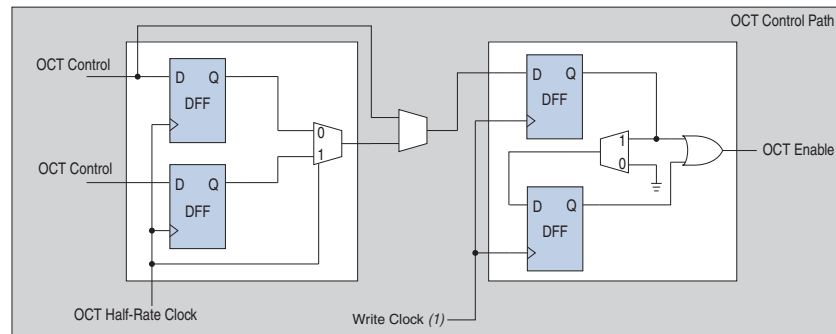 OCT Control Path
OCT Control
D Q
DFF
D Q
DFF
0
1
1
0
OCT Enable
OCT Control
D Q
DFF
D Q
DFF
OCT Half-Rate Clock
Write Clock (1)